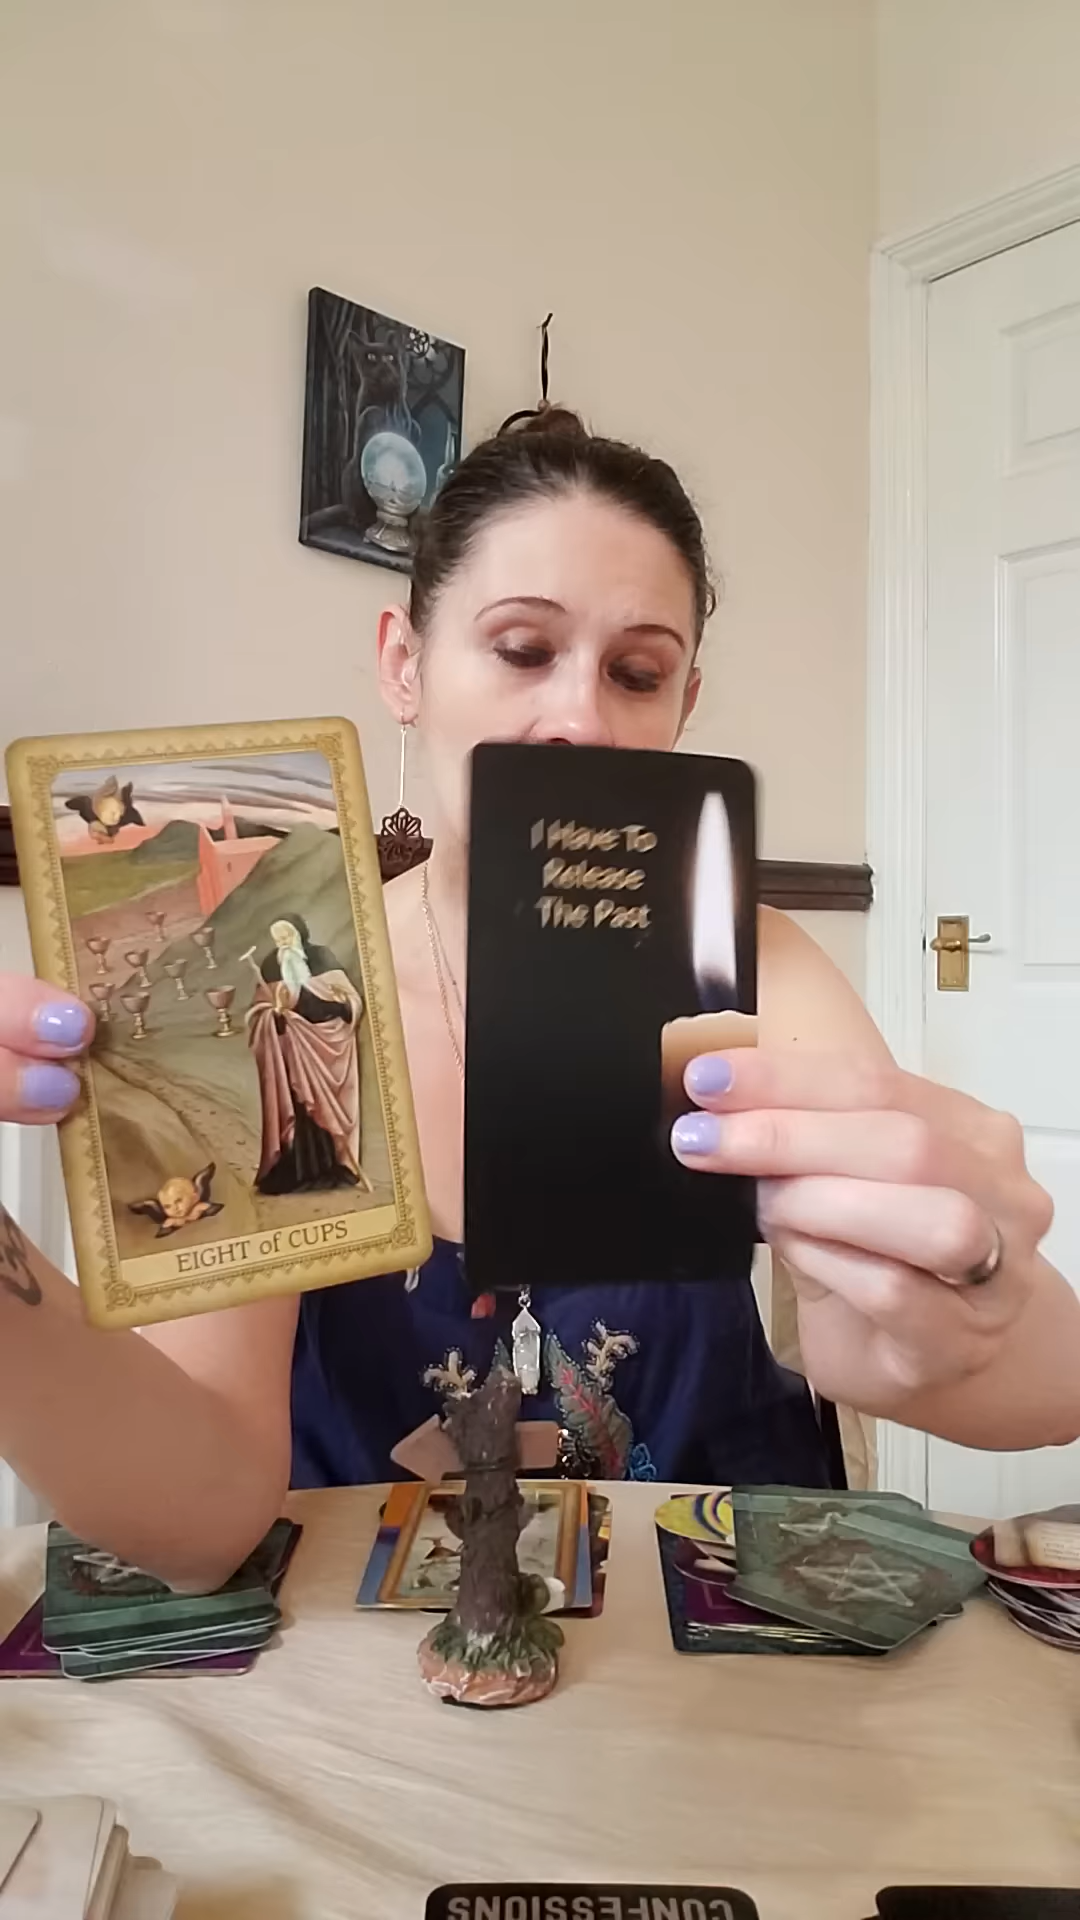 EIGHT of CUPS
I Have To
Release
The Past
CONFESSIONS